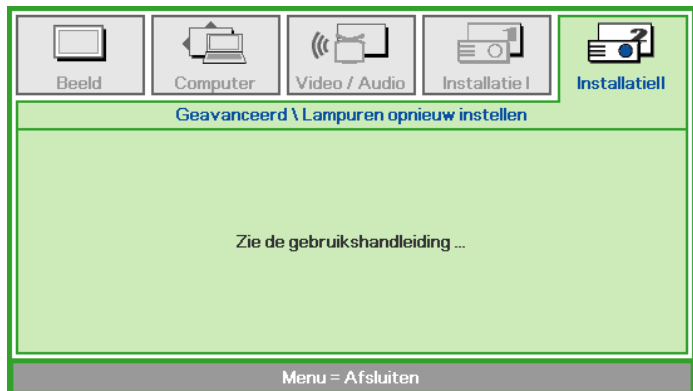 Beeld
Computer
Video / Audio
Installatie I
Installatiell
Geavanceerd \ Lampuren opnieuw instellen
Zie de gebruikshandleiding ...
Menu = Afsluiten